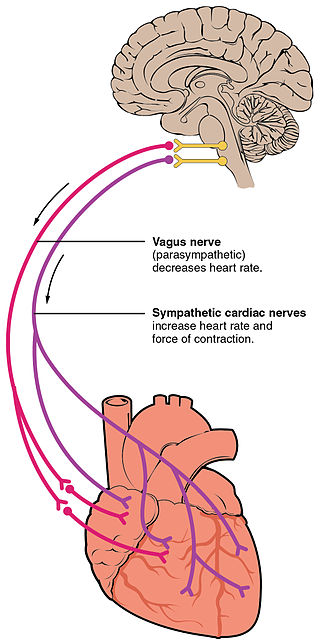 Vagus nerve
(parasympathetic)
decreases heart rate.
Sympathetic cardiac nerves
increase heart rate and
force of contraction.